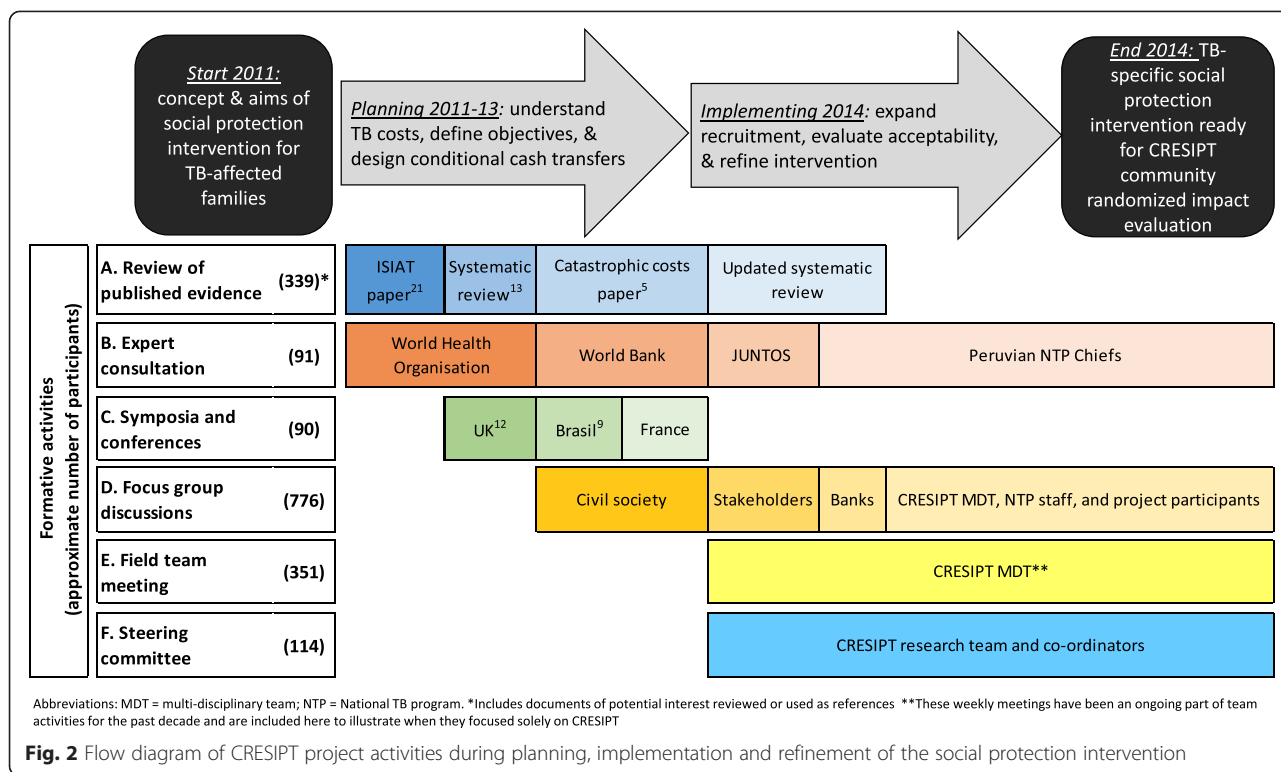 Start 2011:
concept & aims of
social protection
intervention for
TB-affected
families
Planning 2011-13: understand
TB costs, define objectives, &
design conditional cash transfers
Implementing 2014: expand
recruitment, evaluate acceptability,
& refine intervention
End 2014: TB-
specific social
protection
intervention ready
for CRESIPT
community
randomized impact
evaluation
Formative activities
(approximate number of participants)
A. Review of
published evidence
(339)*
ISIAT
paper21
Systematic
review13
Catastrophic costs
paper5
Updated systematic
review
B. Expert
consultation
(91)
World Health
Organisation
World Bank
JUNTOS
Peruvian NTP Chiefs
C. Symposia and
conferences
(90)
UK12
Brasil9
France
D. Focus group
discussions
(776)
Civil society
Stakeholders
Banks
CRESIPT MDT, NTP staff, and project participants
E. Field team
meeting
(351)
CRESIPT MDT**
F. Steering
committee
(114)
CRESIPT research team and co-ordinators
Abbreviations: MDT = multi-disciplinary team; NTP = National TB program. *Includes documents of potential interest reviewed or used as references **These weekly meetings have been an ongoing part of team
activities for the past decade and are included here to illustrate when they focused solely on CRESIPT
Fig. 2 Flow diagram of CRESIPT project activities during planning, implementation and refinement of the social protection intervention